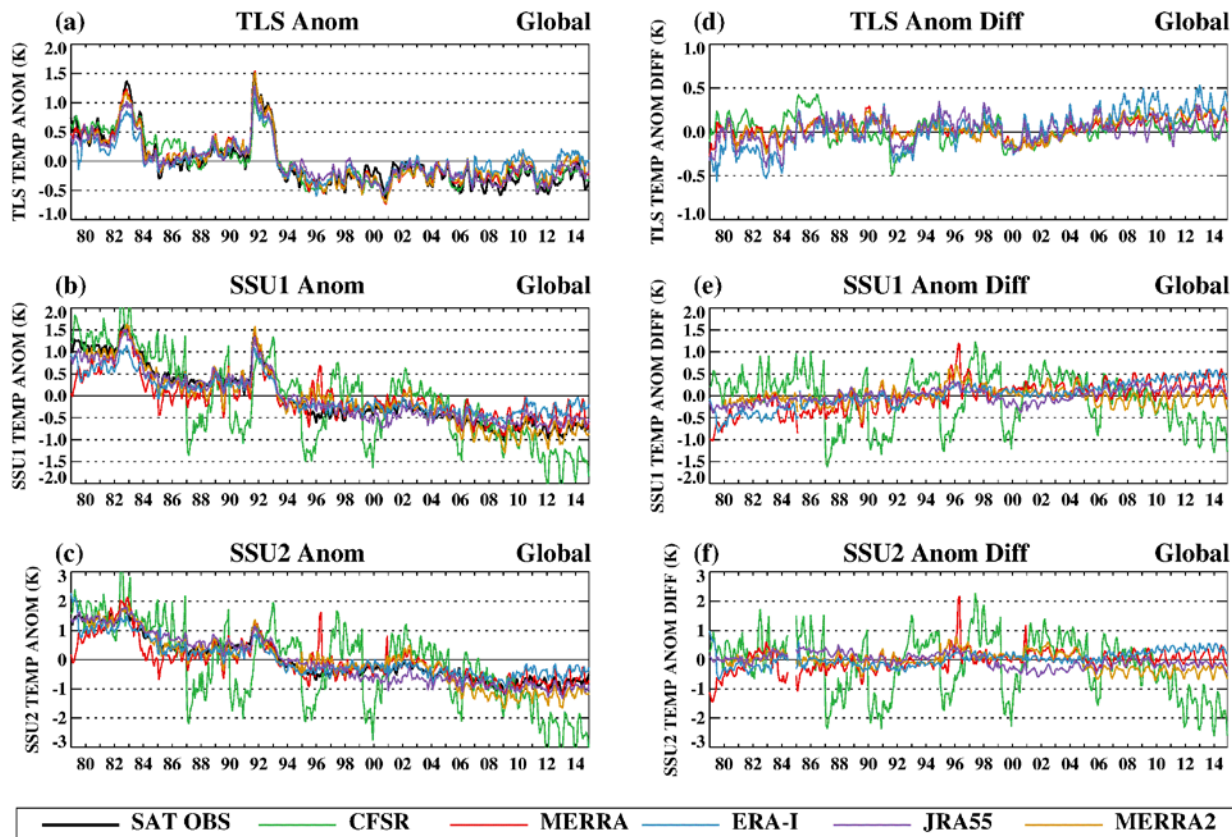 (a) TLS Anom Global
TLS TEMP ANOM (K)
2.0
1.5
1.0
0.5
0.0
-0.5
-1.0
80 82 84 86 88 90 92 94 96 98 00 02 04 06 08 10 12 14
(d) TLS Anom Diff Global
TLS TEMP ANOM DIFF (K)
1.0
0.5
0.0
0.5
1.0
80 82 84 86 88 90 92 94 96 98 00 02 04 06 08 10 12 14
(b) SSU1 Anom Global
SSU1 TEMP ANOM (K)
2.0
1.5
1.0
0.5
0.0
-0.5
-1.0
-1.5
-2.0
80 82 84 86 88 90 92 94 96 98 00 02 04 06 08 10 12 14
(e) SSU1 Anom Diff Global
SSU1 TEMP ANOM DIFF (K)
2.0
1.5
1.0
0.5
0.0
-0.5
-1.0
-1.5
-2.0
80 82 84 86 88 90 92 94 96 98 00 02 04 06 08 10 12 14
(c) SSU2 Anom Global
SSU2 TEMP ANOM (K)
3
2
1
0
-1
-2
-3
80 82 84 86 88 90 92 94 96 98 00 02 04 06 08 10 12 14
(f) SSU2 Anom Diff Global
SSU2 TEMP ANOM DIFF (K)
3
2
1
0
-1
-2
-3
80 82 84 86 88 90 92 94 96 98 00 02 04 06 08 10 12 14
SAT OBS CFSR MERRA ERA-I JRA55 MERRA2